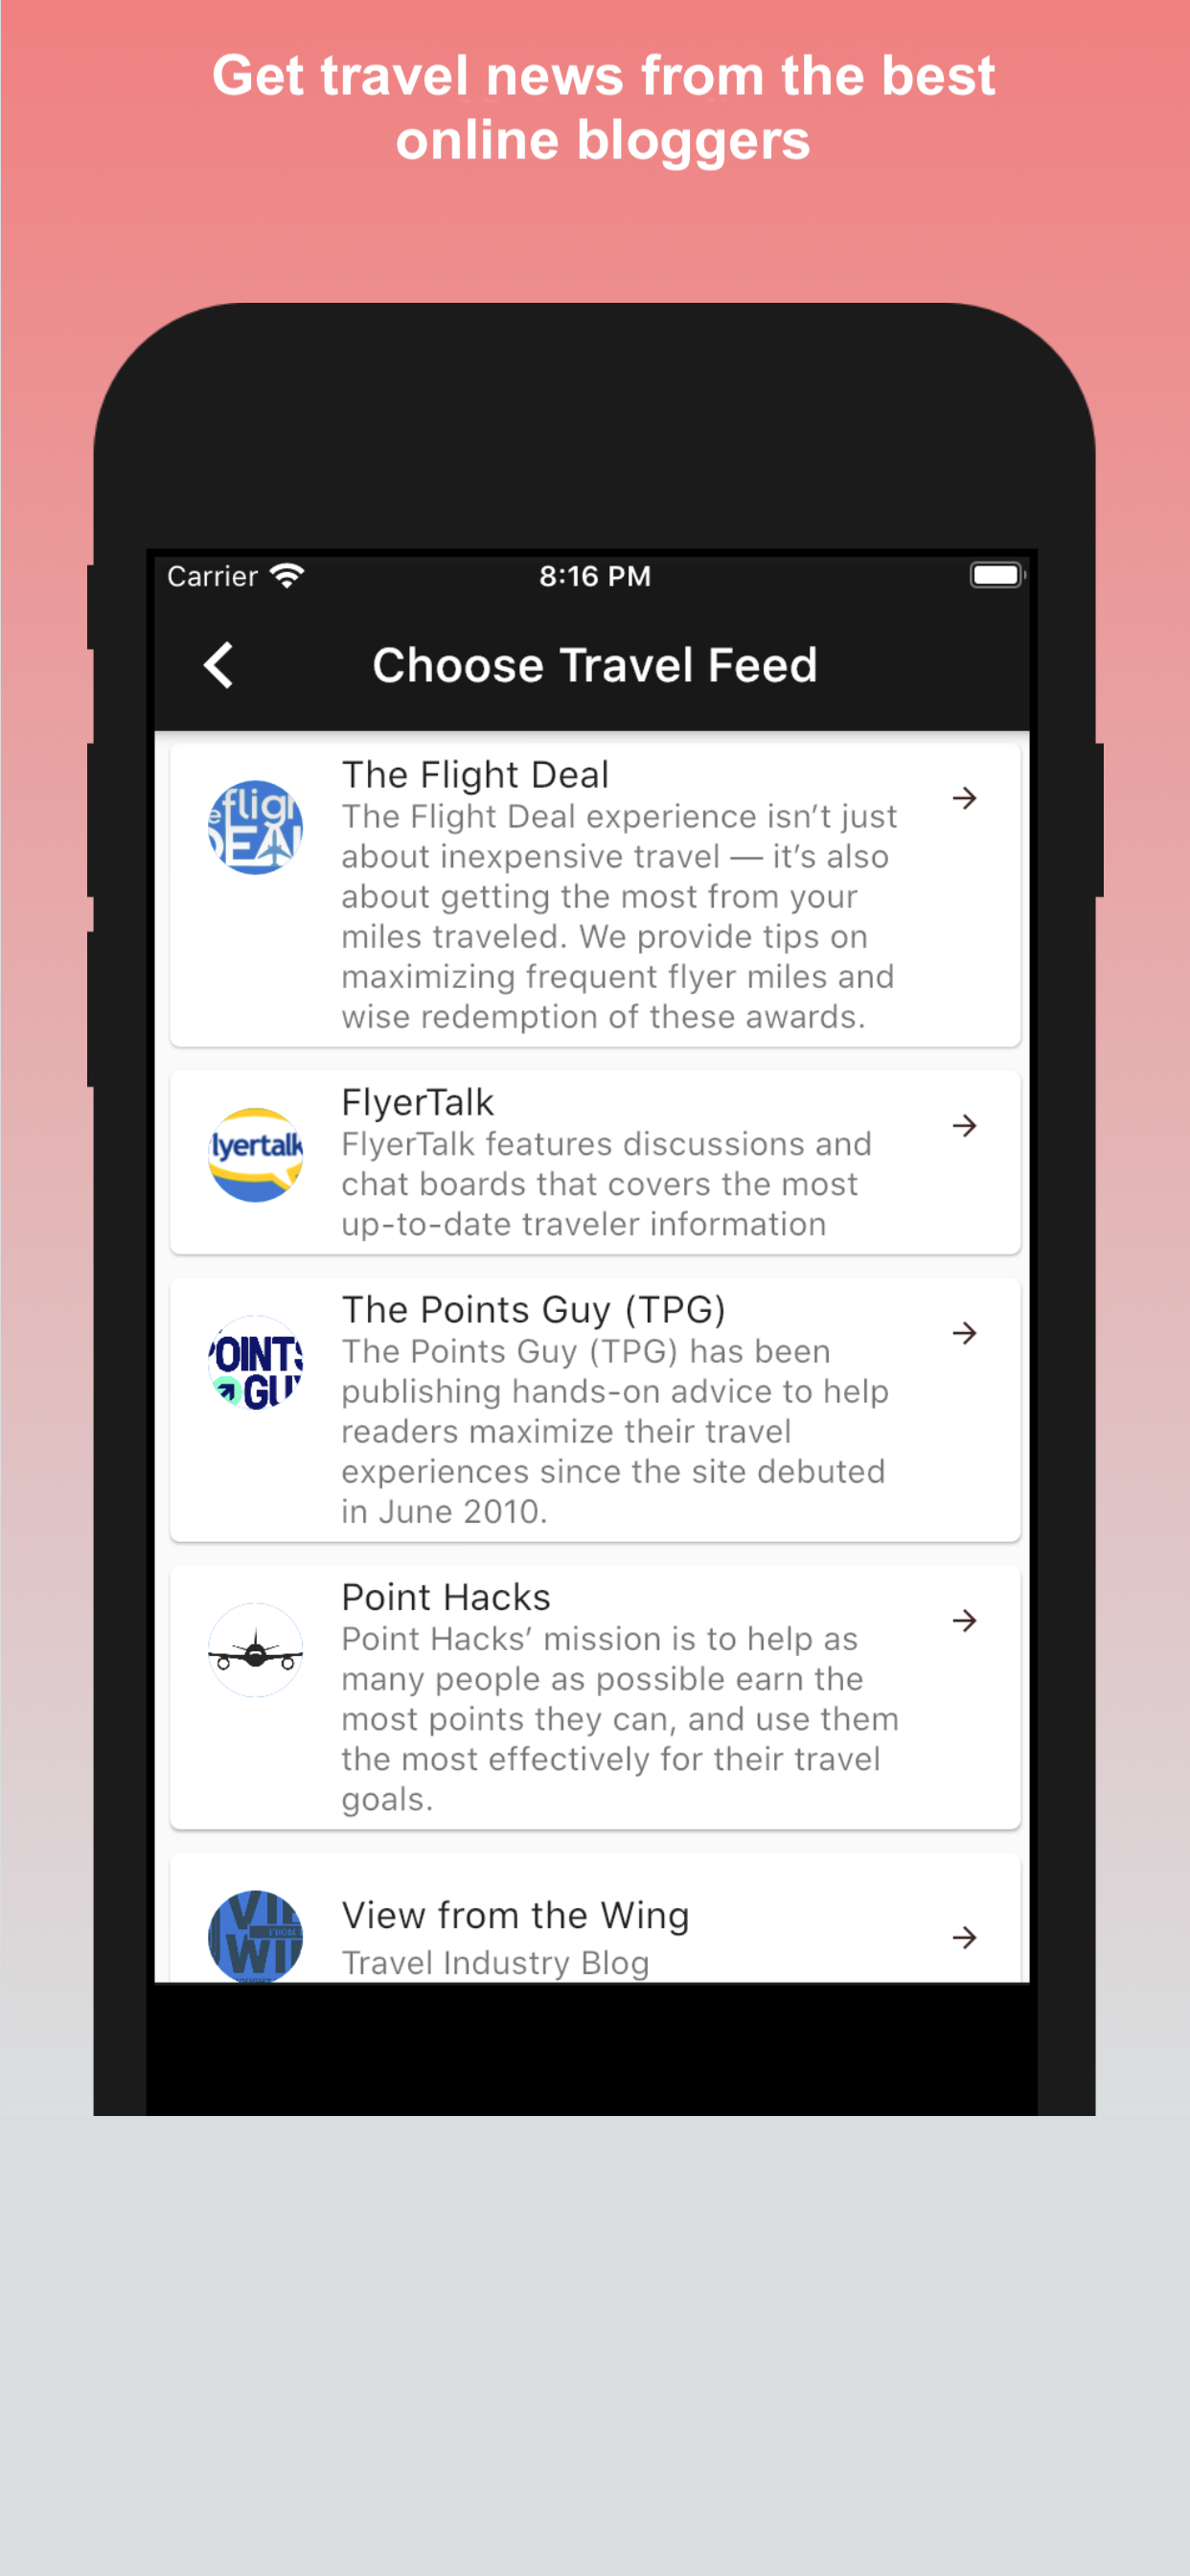 Get travel news from the best
online bloggers
Carrier
8:16 PM
Choose Travel Feed
The Flight Deal
The Flight Deal experience isn’t just
about inexpensive travel — it’s also
about getting the most from your
miles traveled. We provide tips on
maximizing frequent flyer miles and
wise redemption of these awards.
fligh
DEAL
FlyerTalk
FlyerTalk features discussions and
chat boards that covers the most
up-to-date traveler information
lyertalk
The Points Guy (TPG)
The Points Guy (TPG) has been
publishing hands-on advice to help
readers maximize their travel
experiences since the site debuted
in June 2010.
POINTS
GUY
Point Hacks
Point Hacks’ mission is to help as
many people as possible earn the
most points they can, and use them
the most effectively for their travel
goals.
View from the Wing
Travel Industry Blog
VIE
FROM
WI